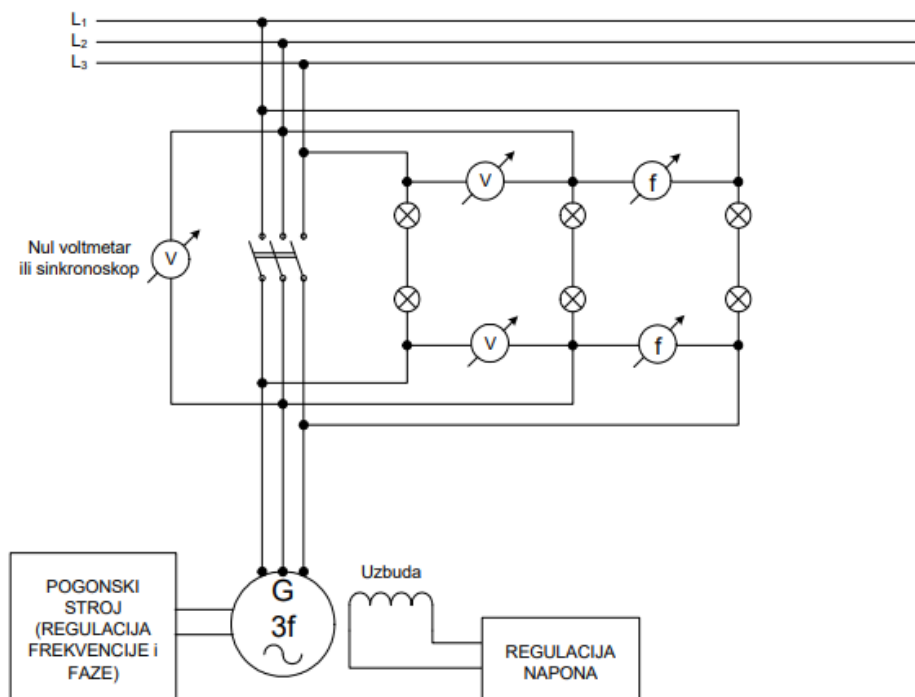 L₁
L₂
L₃
V
f
Nul voltmetar
ili sinkronoskop
V
V
f
POGONSKI
STROJ
(REGULACIJA
FREKVENCIJE i
FAZE)
G
3f
Uzbuda
REGULACIJA
NAPONA